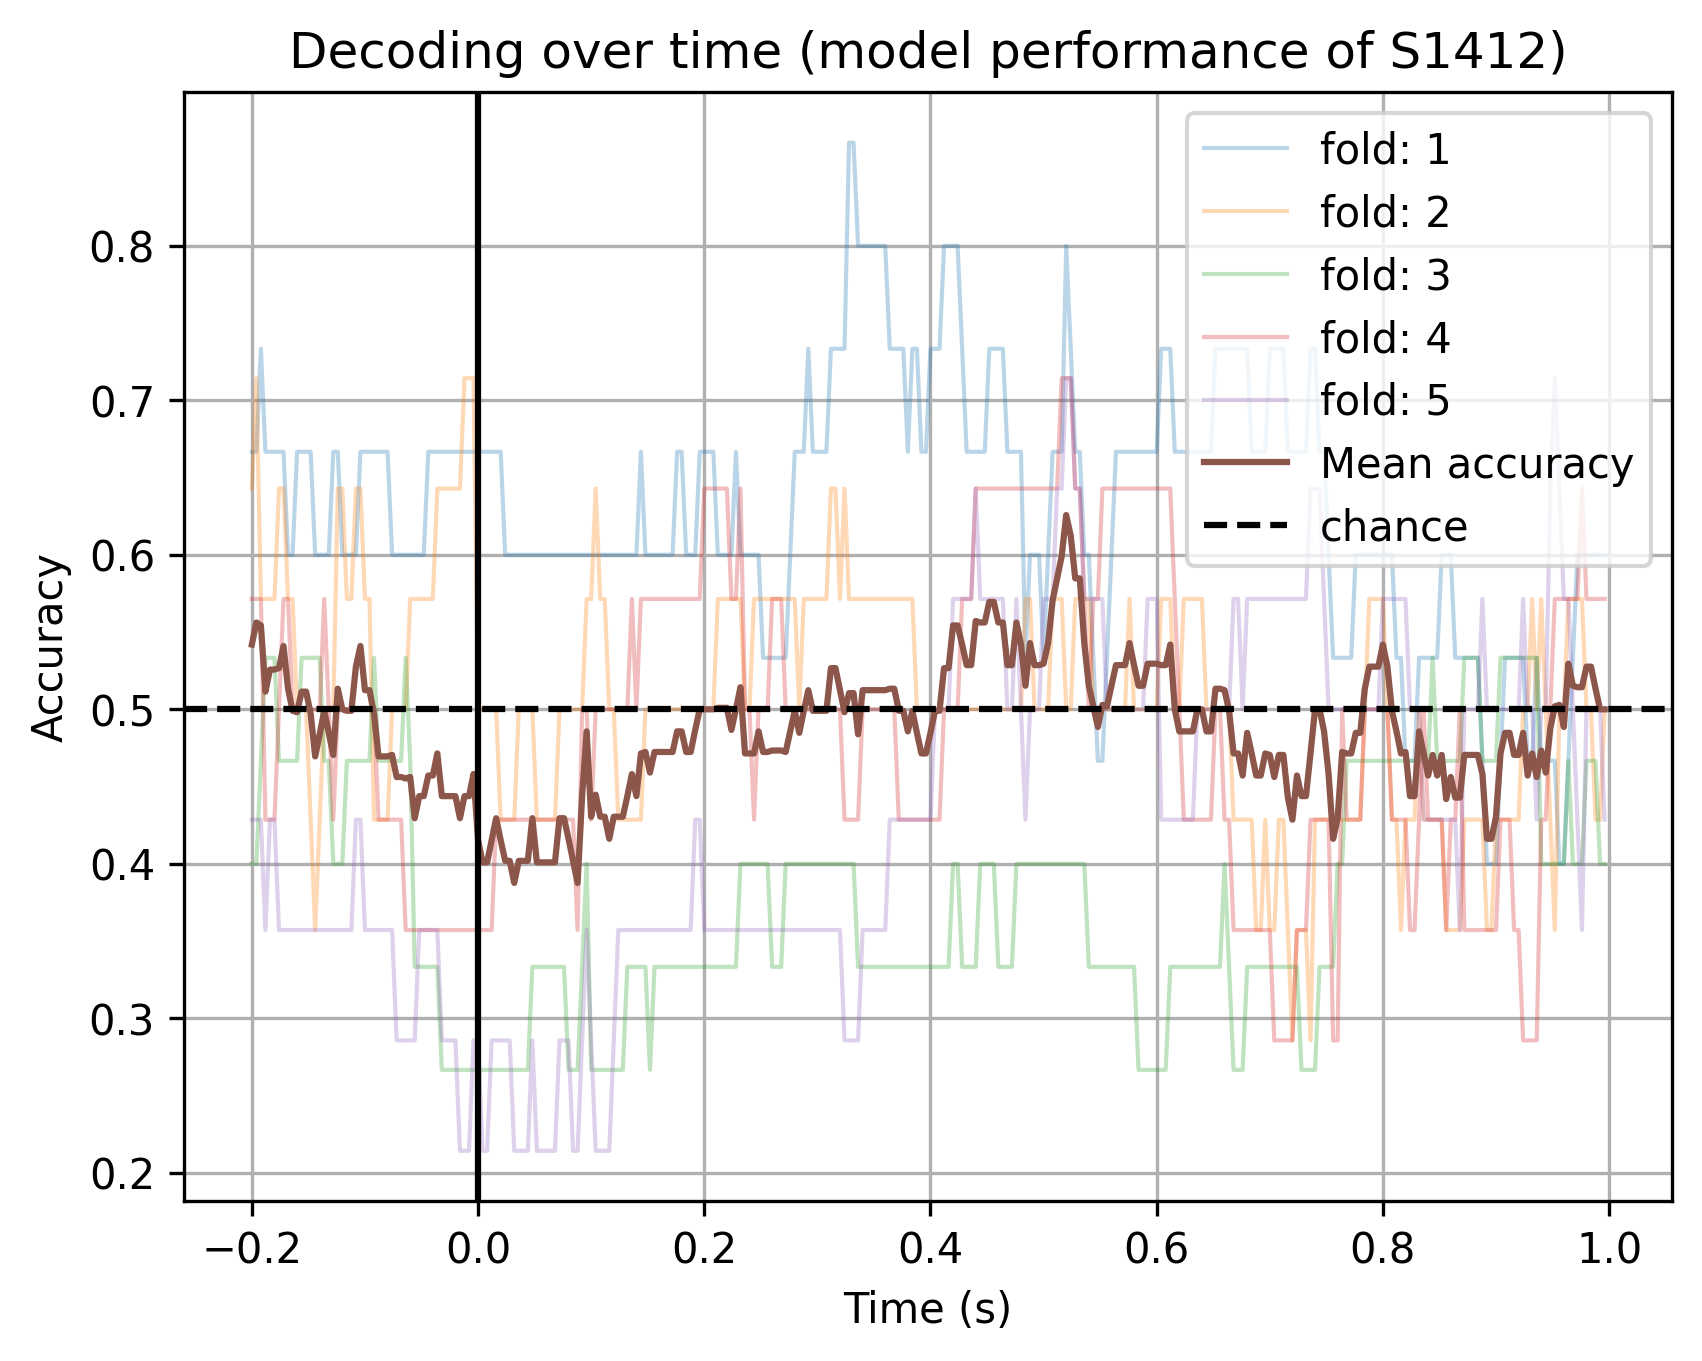 Decoding over time (model performance of S1412)
fold: 1
fold: 2
fold: 3
fold: 4
fold: 5
Mean accuracy
chance
Accuracy
0.8
0.7
0.6
0.5
0.4
0.3
0.2
−0.2 0.0 0.2 0.4 0.6 0.8 1.0
Time (s)